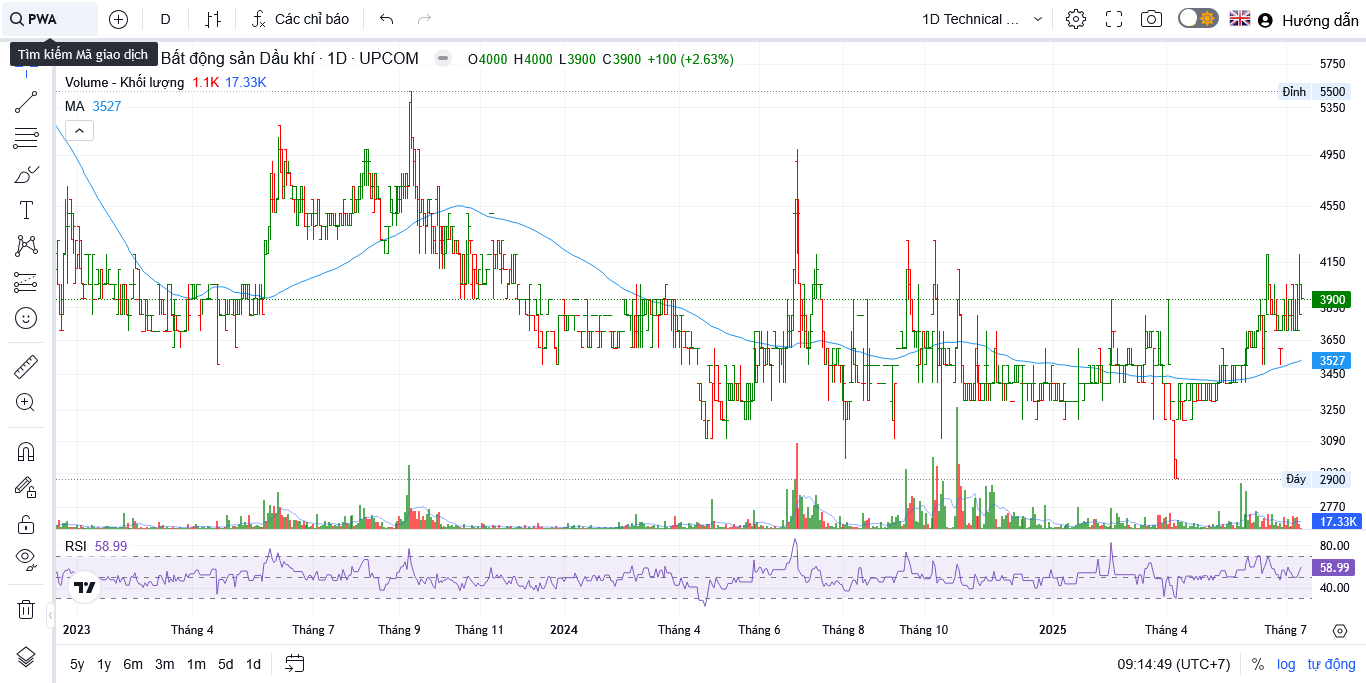 PWA
D
Các chỉ báo
1D Technical ...
Hướng dẫn
Tìm kiếm Mã giao dịch
Bất động sản Dầu khí · 1D · UPCOM
O4000 H4000 L3900 C3900 +100 (+2.63%)
Volume - Khối lượng 1.1K 17.33K
MA 3527
5750
Đỉnh 5500
5350
4950
4550
4150
3900
3850
3650
3527
3450
3250
3090
Đáy 2900
2770
17.33K
RSI 58.99
80.00
58.99
40.00
2023 Tháng 4 Tháng 7 Tháng 9 Tháng 11 2024 Tháng 4 Tháng 6 Tháng 8 Tháng 10 2025 Tháng 4 Tháng 7
5y 1y 6m 3m 1m 5d 1d
09:14:49 (UTC+7) % log tự động